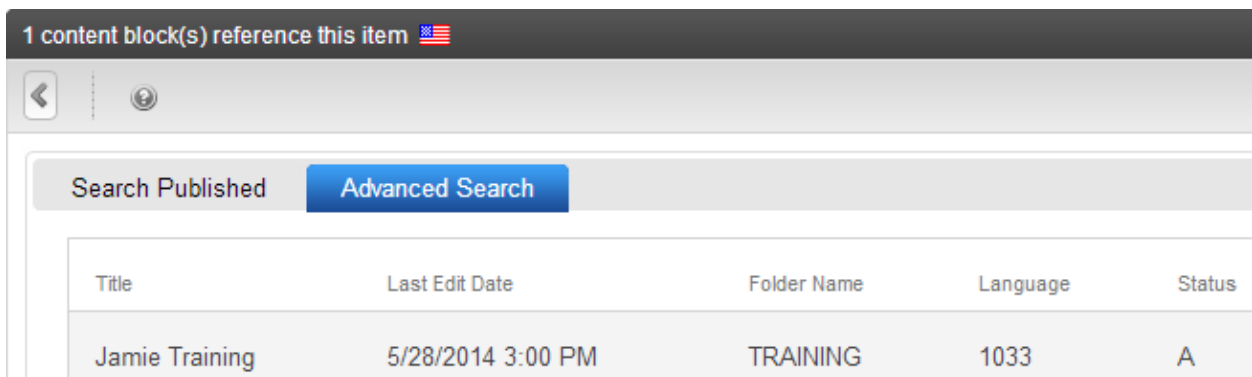 1 content block(s) reference this item
Search Published Advanced Search
Title Last Edit Date Folder Name Language Status
Jamie Training 5/28/2014 3:00 PM TRAINING 1033 A